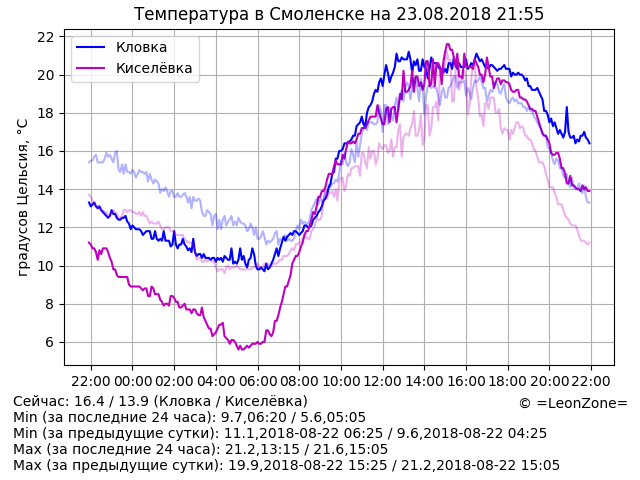 Температура в Смоленске на 23.08.2018 21:55
Кловка
Киселёвка
градусов Цельсия, °C
22
20
18
16
14
12
10
8
6
22:00 00:00 02:00 04:00 06:00 08:00 10:00 12:00 14:00 16:00 18:00 20:00 22:00
Сейчас: 16.4 / 13.9 (Кловка / Киселёвка)
© =LeonZone=
Min (за последние 24 часа): 9.7,06:20 / 5.6,05:05
Min (за предыдущие сутки): 11.1,2018-08-22 06:25 / 9.6,2018-08-22 04:25
Max (за последние 24 часа): 21.2,13:15 / 21.6,15:05
Max (за предыдущие сутки): 19.9,2018-08-22 15:25 / 21.2,2018-08-22 15:05